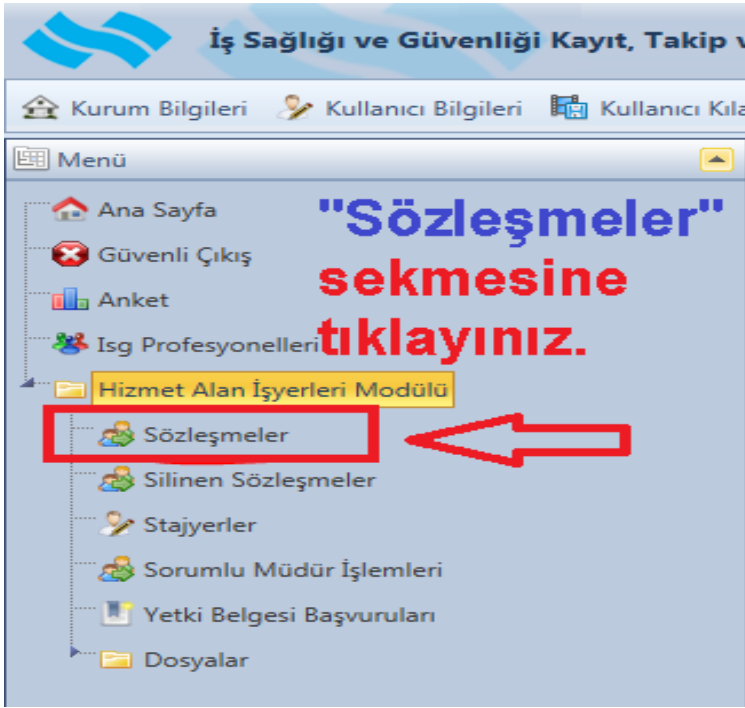 İş Sağlığı ve Güvenliği Kayıt, Takip v
Kurum Bilgileri Kullanıcı Bilgileri Kullanıcı Kıla
Menü
Ana Sayfa
Güvenli Çıkış
Anket
Isg Profesyonelleri
"Sözleşmeler"
sekmesine
tıklayınız.
Hizmet Alan İşyerleri Modülü
Sözleşmeler
Silinen Sözleşmeler
Stajyerler
Sorumlu Müdür İşlemleri
Yetki Belgesi Başvuruları
Dosyalar